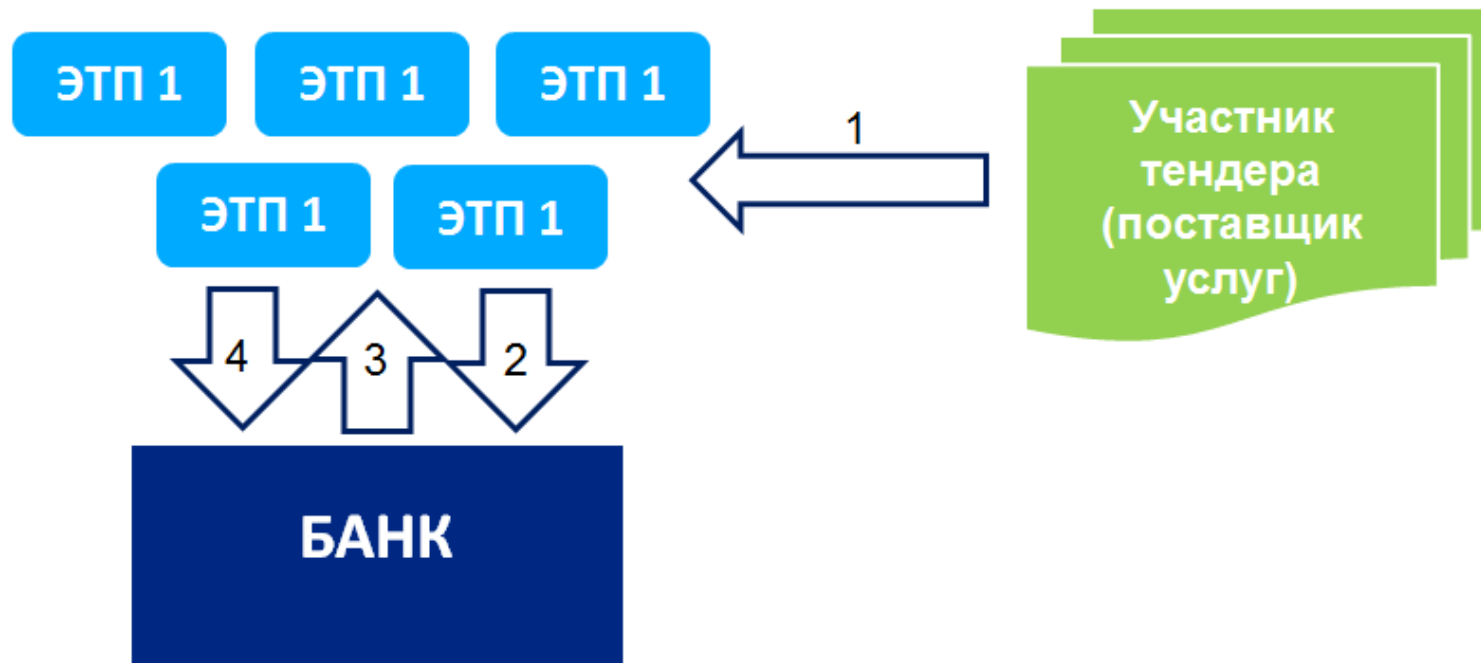 ЭТП 1
ЭТП 1
ЭТП 1
ЭТП 1
ЭТП 1
1
Участник
тендера
(поставщик
услуг)
4
3
2
БАНК